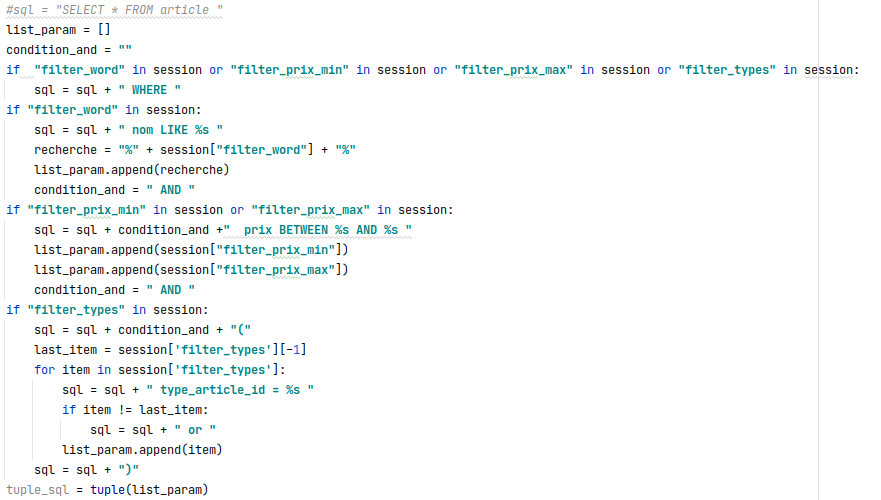 #sql = "SELECT * FROM article "
list_param = []
condition_and = ""
if  "filter_word" in session or "filter_prix_min" in session or "filter_prix_max" in session or "filter_types" in session:
    sql = sql + " WHERE "
if "filter_word" in session:
    sql = sql + " nom LIKE %s "
    recherche = "%" + session["filter_word"] + "%"
    list_param.append(recherche)
    condition_and = " AND "
if "filter_prix_min" in session or "filter_prix_max" in session:
    sql = sql + condition_and +"  prix BETWEEN %s AND %s "
    list_param.append(session["filter_prix_min"])
    list_param.append(session["filter_prix_max"])
    condition_and = " AND "
if "filter_types" in session:
    sql = sql + condition_and + "("
    last_item = session['filter_types'][-1]
    for item in session['filter_types']:
        sql = sql + " type_article_id = %s "
        if item != last_item:
            sql = sql + " or "
        list_param.append(item)
    sql = sql + ")"
tuple_sql = tuple(list_param)